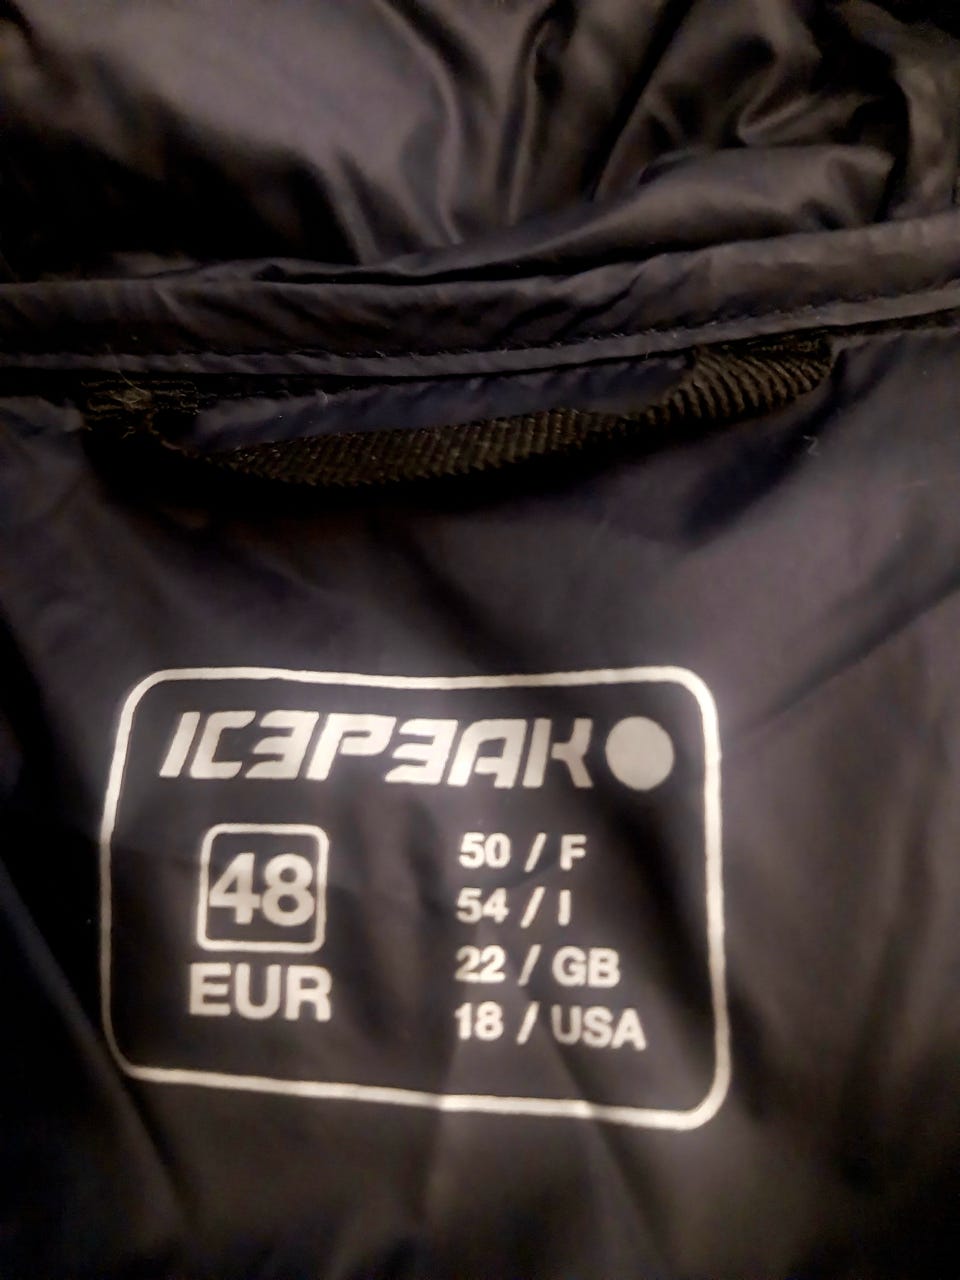 ICEPEAK
48
EUR
50 / F
54 / I
22 / GB
18 / USA